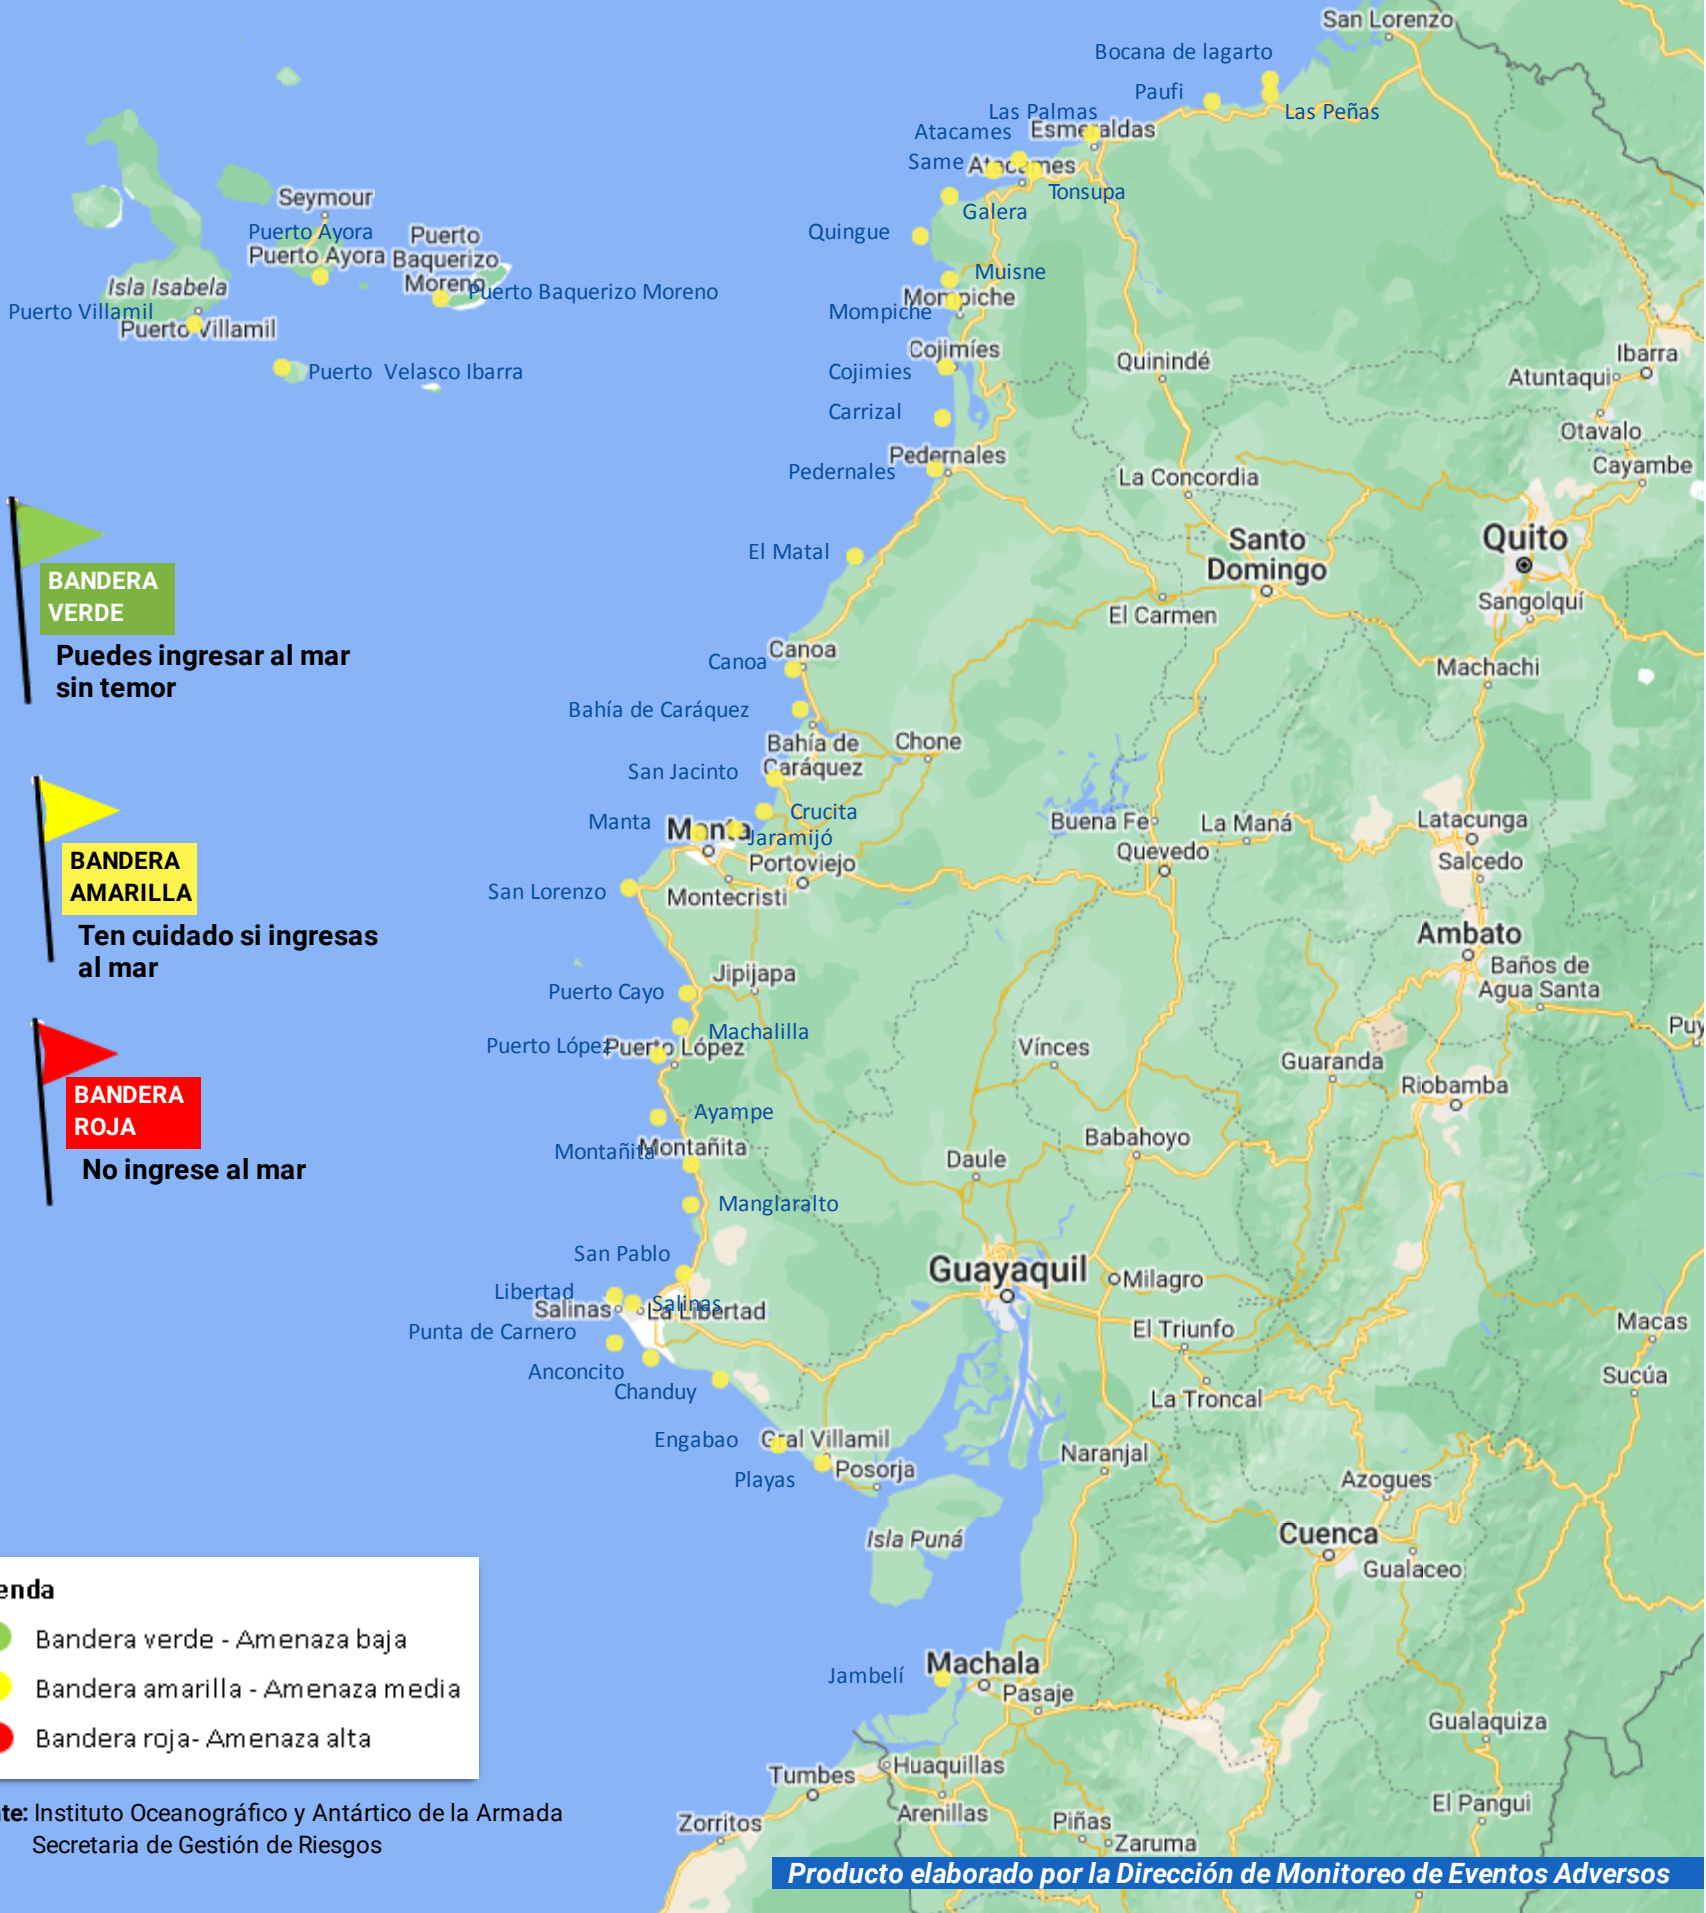 San Lorenzo
Bocana de lagarto
Paufi
Las Peñas
Las Palmas
Esmeraldas
Atacames
Same
Atacames
Tonsupa
Galera
Quingue
Muisne
Mompiche
Mompiche
Cojimíes
Cojimies
Carrizal
Pedernales
Pedernales
El Matal
Canoa
Canoa
Bahía de Caráquez
Bahía de
Caráquez
Chone
San Jacinto
Crucita
Manta
Manta
Jaramijó
Portoviejo
Montecristi
San Lorenzo
Jipijapa
Puerto Cayo
Machalilla
Puerto López
Puerto López
Ayampe
Montañita
Montañita
Manglaralto
San Pablo
Libertad
Salinas
Salinas
La Libertad
Punta de Carnero
Anconcito
Chanduy
Engabao
Gral Villamil
Playas
Posorja
Isla Puná
Jambelí
Machala
Pasaje
Huaquillas
Tumbes
Zorritos
Arenillas
Piñas
Zaruma
Seymour
Puerto Ayora
Puerto Ayora
Puerto
Baquerizo
Moreno
Puerto Baquerizo Moreno
Isla Isabela
Puerto Villamil
Puerto Villamil
Puerto Velasco Ibarra
Quinindé
Ibarra
Atuntaqui
Otavalo
Cayambe
La Concordia
Santo
Domingo
Quito
Sangolquí
El Carmen
Machachi
Buena Fe
La Maná
Quevedo
Latacunga
Salcedo
Ambato
Baños de
Agua Santa
Puy
Vínces
Guaranda
Riobamba
Babahoyo
Daule
Guayaquil
Milagro
El Triunfo
Macas
Sucúa
La Troncal
Naranjal
Azogues
Cuenca
Gualaceo
Gualaquiza
El Pangui
BANDERA
VERDE
Puedes ingresar al mar
sin temor
BANDERA
AMARILLA
Ten cuidado si ingresas
al mar
BANDERA
ROJA
No ingrese al mar
enda
Bandera verde - Amenaza baja
Bandera amarilla - Amenaza media
Bandera roja- Amenaza alta
te: Instituto Oceanográfico y Antártico de la Armada
Secretaria de Gestión de Riesgos
Producto elaborado por la Dirección de Monitoreo de Eventos Adversos